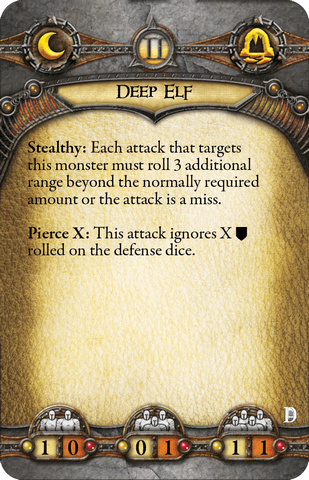 II
Deep Elf
Stealthy: Each attack that targets
this monster must roll 3 additional
range beyond the normally required
amount or the attack is a miss.
Pierce X: This attack ignores X
rolled on the defense dice.
D
1 0 0 1 1 1